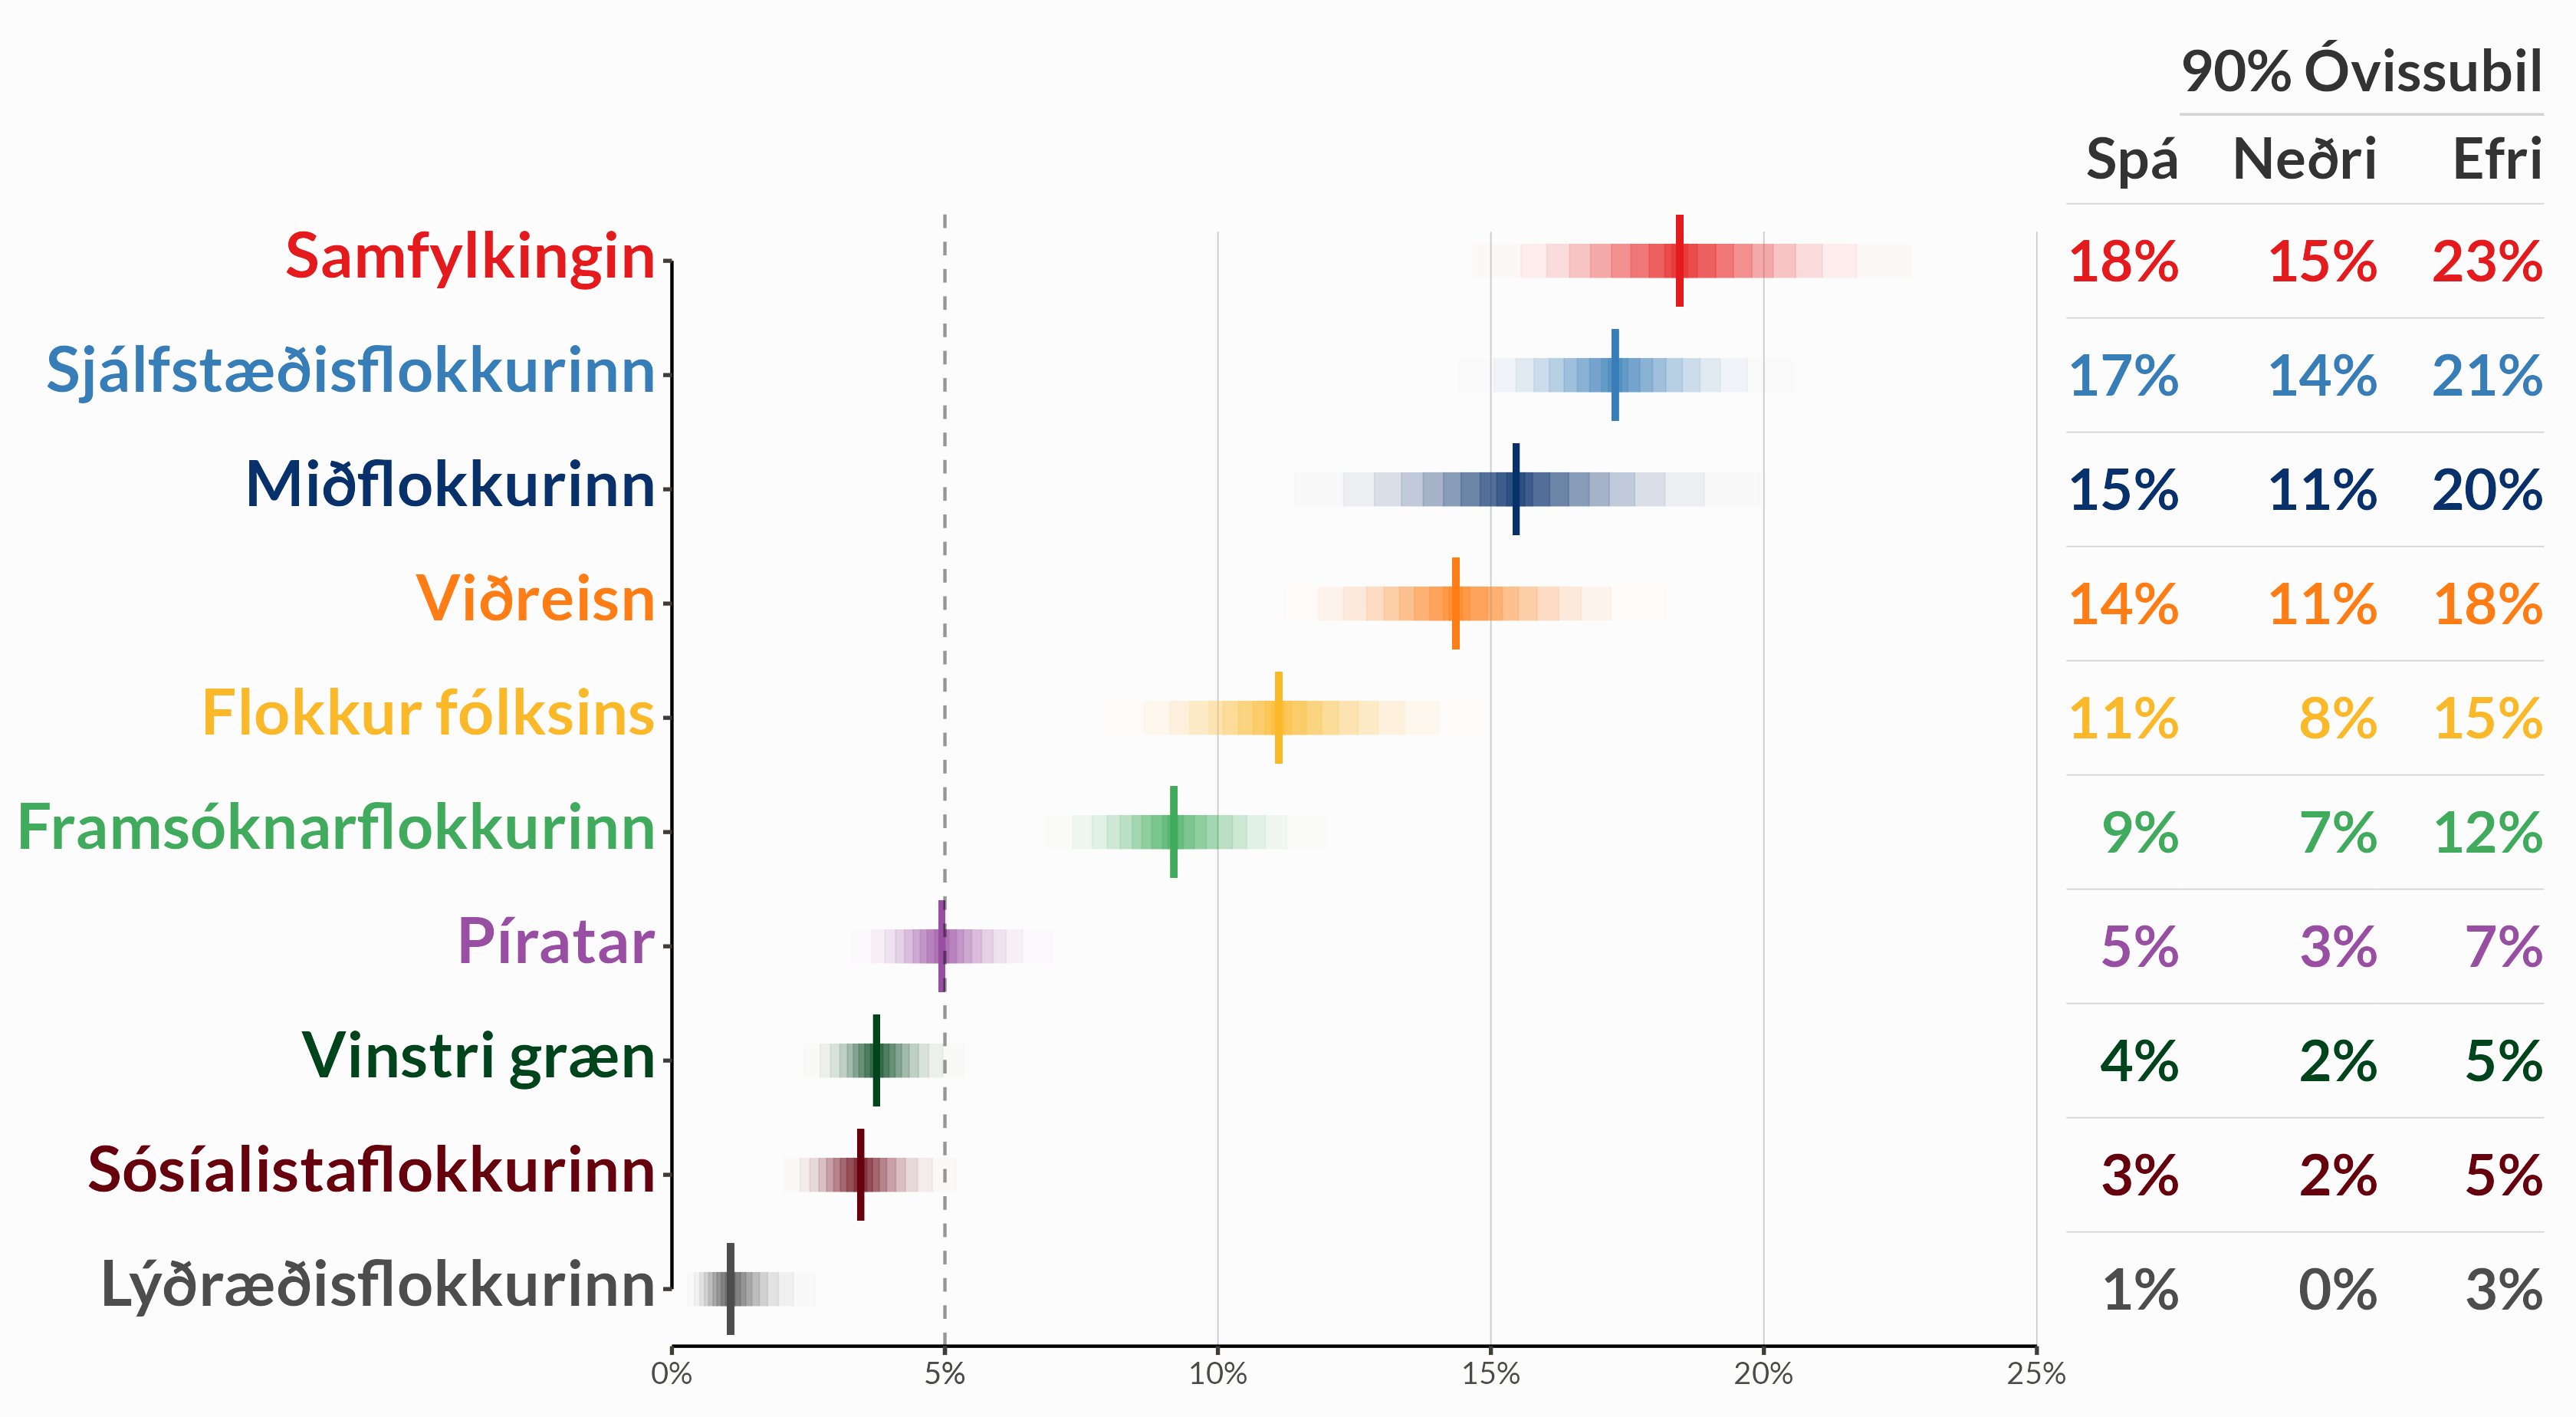 90% Óvissubil
Spá Neðri Efri
Samfylkingin 18% 15% 23%
Sjálfstæðisflokkurinn 17% 14% 21%
Miðflokkurinn 15% 11% 20%
Viðreisn 14% 11% 18%
Flokkur fólksins 11% 8% 15%
Framsóknarflokkurinn 9% 7% 12%
Píratar 5% 3% 7%
Vinstri græn 4% 2% 5%
Sósíalistaflokkurinn 3% 2% 5%
Lýðræðisflokkurinn 1% 0% 3%
0% 5% 10% 15% 20% 25%